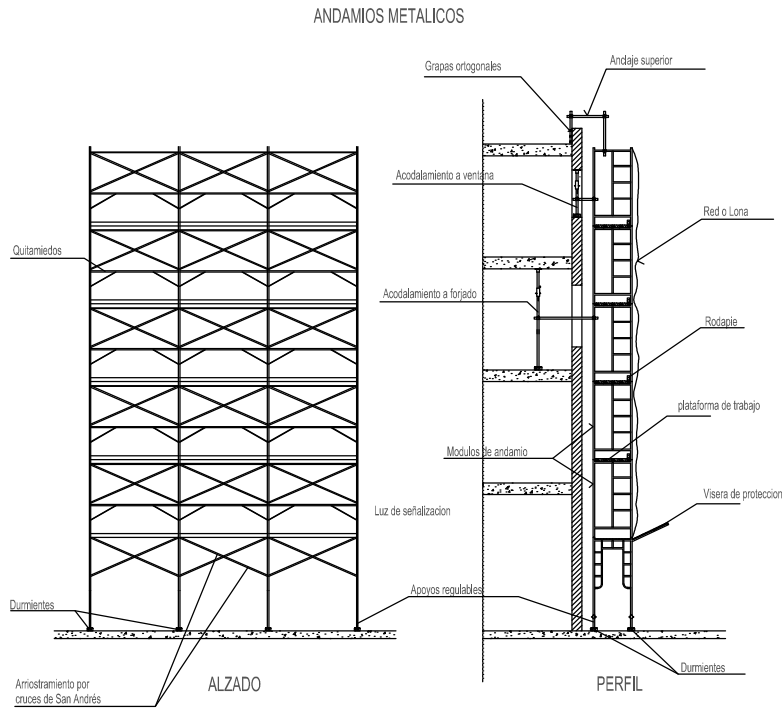 ANDAMIOS METALICOS
Grapas ortogonales
Anclaje superior
Acodalamiento a ventana
Red o Lona
Quitamiedos
Acodalamiento a forjado
Rodapie
plataforma de trabajo
Modulos de andamio
Luz de señalizacion
Visera de proteccion
Durmientes
Apoyos regulables
Durmientes
Arriostramiento por
cruces de San Andrés
ALZADO
PERFIL